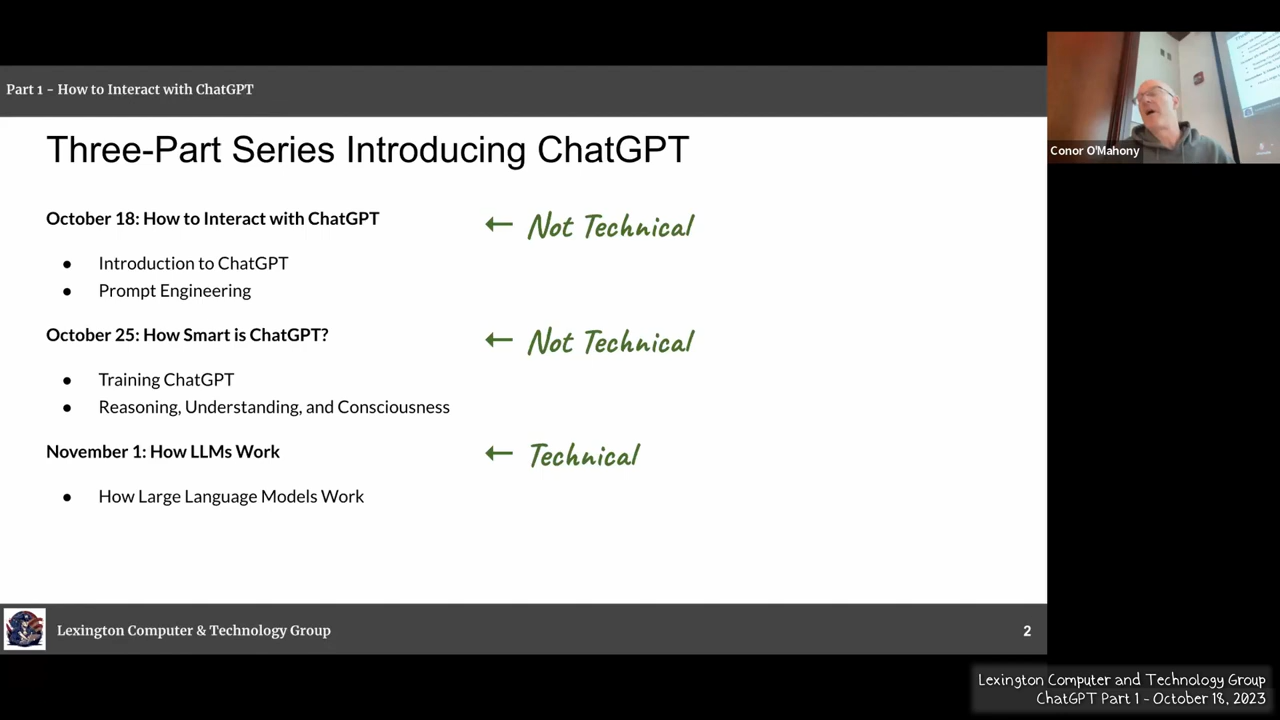 Part 1 - How to Interact with ChatGPT
Three-Part Series Introducing ChatGPT
October 18: How to Interact with ChatGPT
← Not Technical
● Introduction to ChatGPT
● Prompt Engineering
October 25: How Smart is ChatGPT?
← Not Technical
● Training ChatGPT
● Reasoning, Understanding, and Consciousness
November 1: How LLMs Work
← Technical
● How Large Language Models Work
Lexington Computer & Technology Group
2
Conor O'Mahony
Lexington Computer and Technology Group
ChatGPT Part 1 - October 18, 2023